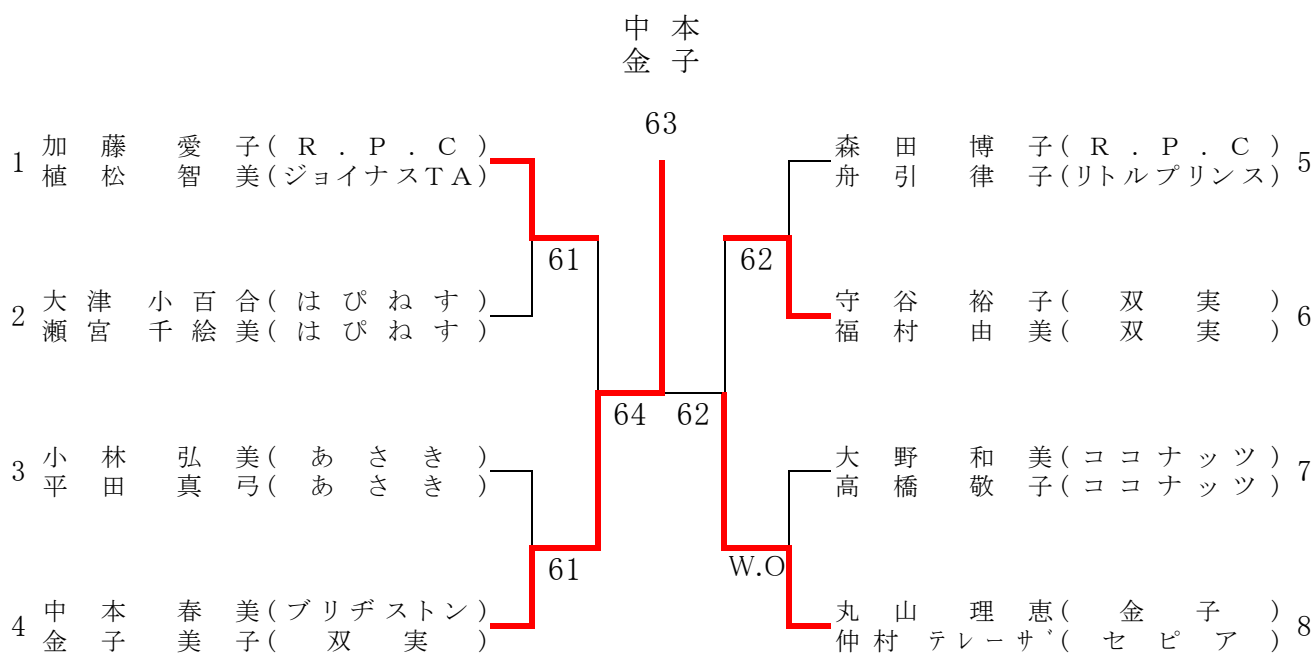 中本
金子
63
1 加藤愛子(R.P.C)
植松智美(ジョイナスTA)
61
2 大津小百合(はぴねす)
瀬宮千絵美(はぴねす)
64
3 小林弘美(あさき)
平田真弓(あさき)
61
4 中本春美(ブリヂストン)
金子美子(双実)
森田博子(R.P.C) 5
舟引律子(リトルプリンス)
62
守谷裕子(双実) 6
福村由美(双実)
62
大野和美(ココナッツ) 7
高橋敬子(ココナッツ)
W.O
丸山理恵(金子) 8
仲村テレーザ(セピア)